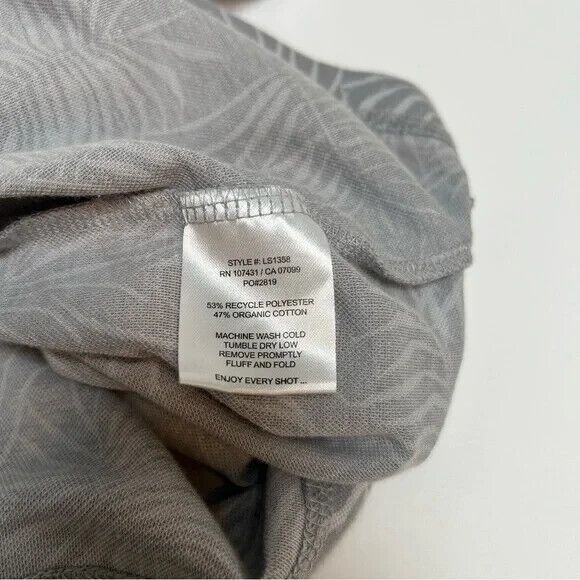 STYLE #: LS1358
RN 107431 / CA 07099
PO#2819
53% RECYCLE POLYESTER
47% ORGANIC COTTON
MACHINE WASH COLD
TUMBLE DRY LOW
REMOVE PROMPTLY
FLUFF AND FOLD
ENJOY EVERY SHOT...